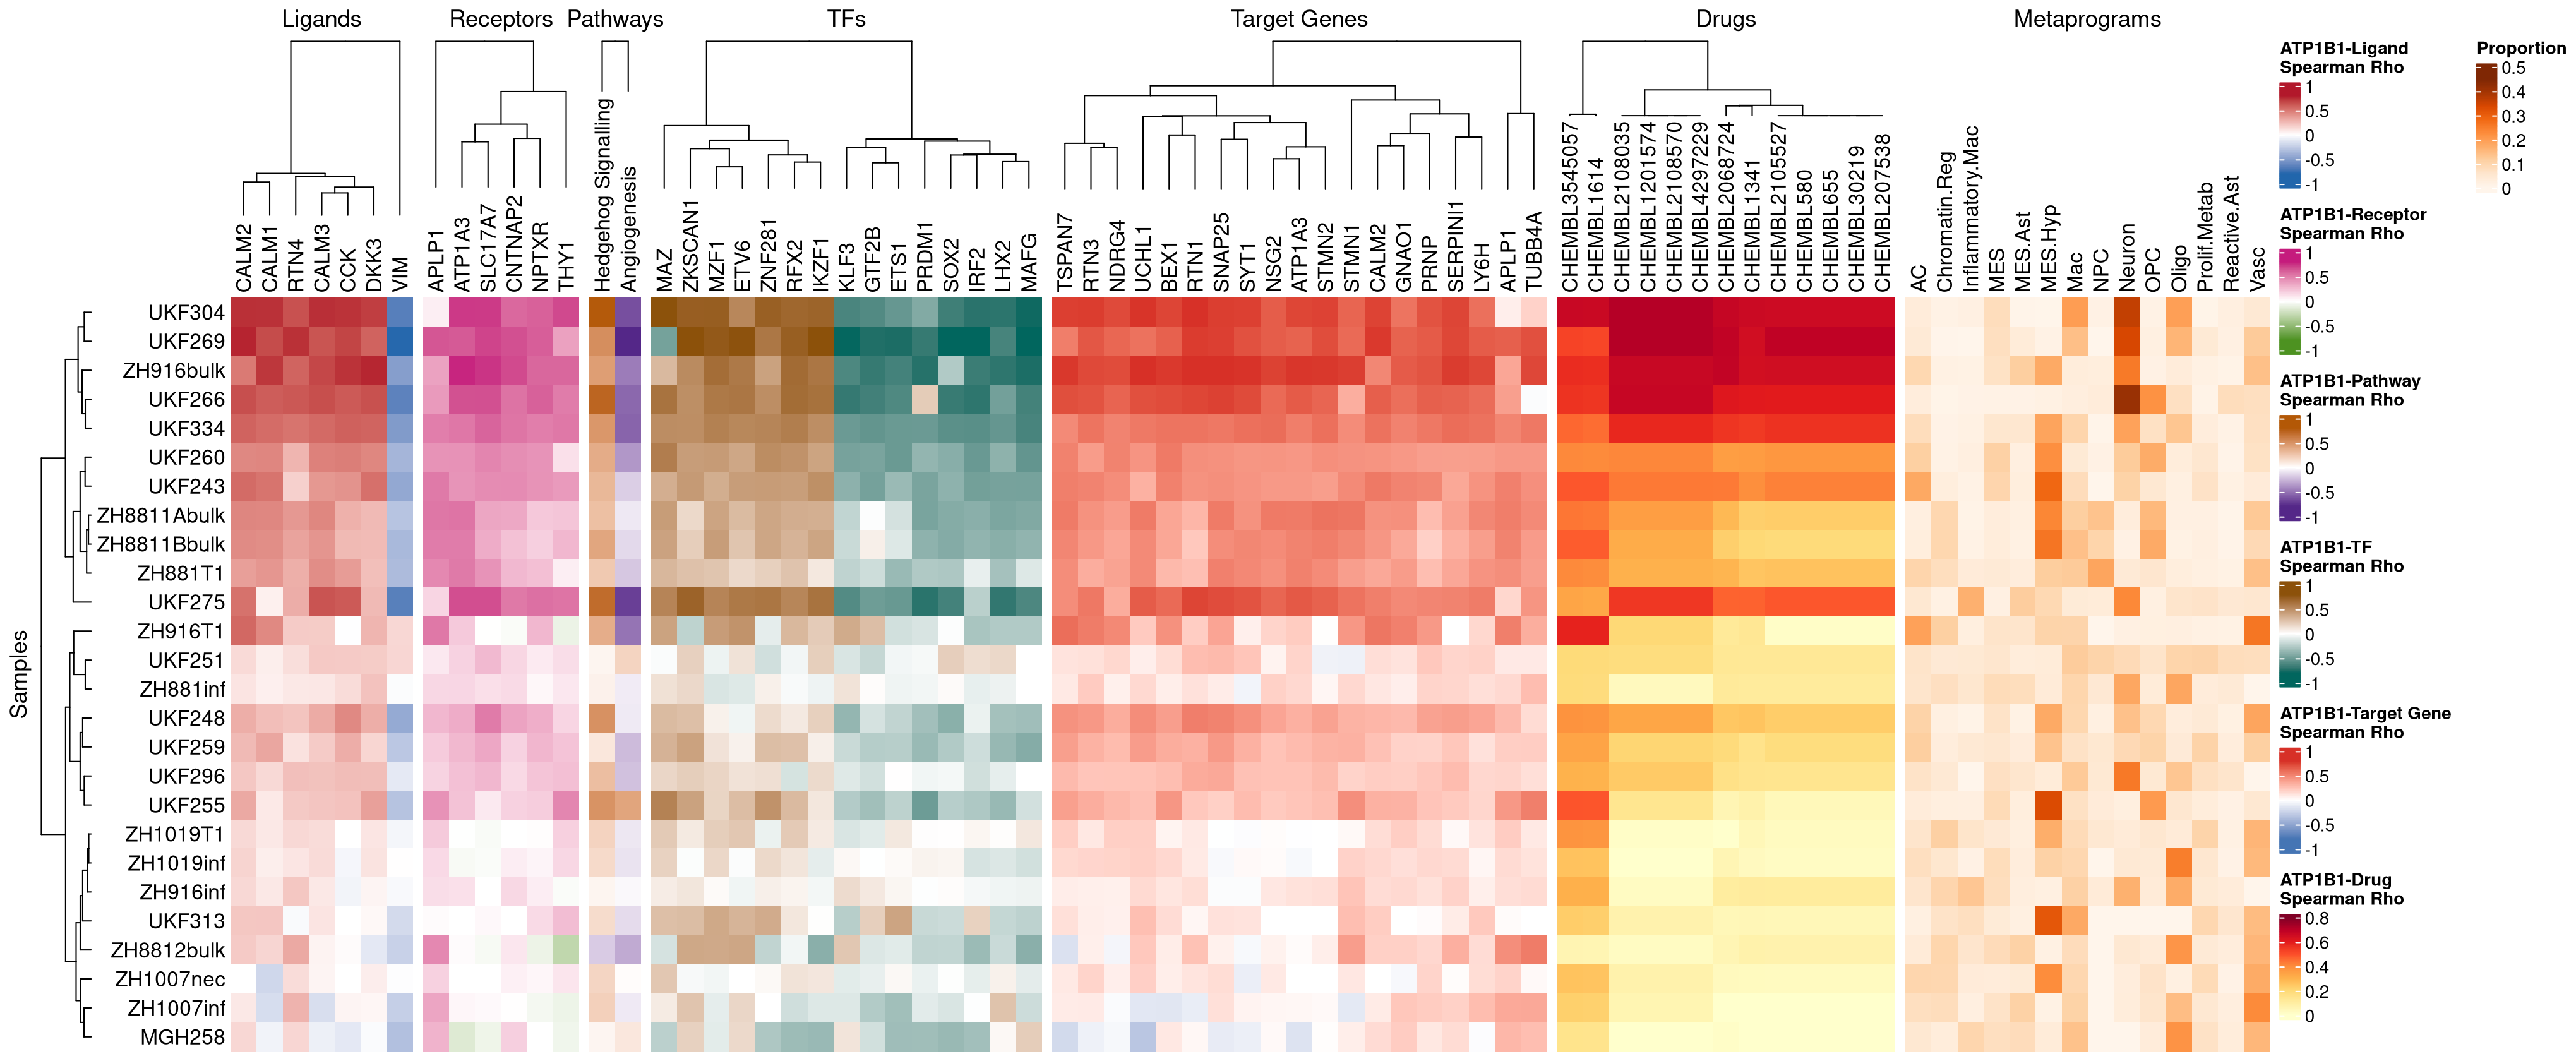 Ligands
Receptors
Pathways
TFs
Target Genes
Drugs
Metaprograms
CALM2
CALM1
RTN4
CALM3
CCK
DKK3
VIM
APLP1
ATP1A3
SLC17A7
CNTNAP2
NPTXR
THY1
Hedgehog Signalling
Angiogenesis
MAZ
ZKSCAN1
MZF1
ETV6
ZNF281
RFX2
IKZF1
KLF3
GTF2B
ETS1
PRDM1
SOX2
IRF2
LHX2
MAFG
TSPAN7
RTN3
NDRG4
UCHL1
BEX1
RTN1
SNAP25
SYT1
NSG2
ATP1A3
STMN2
STMN1
CALM2
GNAO1
PRNP
SERPINI1
LY6H
APLP1
TUBB4A
CHEMBL3545057
CHEMBL1614
CHEMBL2108035
CHEMBL1201574
CHEMBL2108570
CHEMBL4297229
CHEMBL2068724
CHEMBL1341
CHEMBL2105527
CHEMBL580
CHEMBL655
CHEMBL30219
CHEMBL207538
AC
Chromatin.Reg
Inflammatory.Mac
MES
MES.Ast
MES.Hyp
Mac
NPC
Neuron
OPC
Oligo
Prolif.Metab
Reactive.Ast
Vasc
Samples
UKF304
UKF269
ZH916bulk
UKF266
UKF334
UKF260
UKF243
ZH8811Abulk
ZH8811Bbulk
ZH881T1
UKF275
ZH916T1
UKF251
ZH881inf
UKF248
UKF259
UKF296
UKF255
ZH1019T1
ZH1019inf
ZH916inf
UKF313
ZH8812bulk
ZH1007nec
ZH1007inf
MGH258
ATP1B1-Ligand
Spearman Rho
1
0.5
0
-0.5
-1
ATP1B1-Receptor
Spearman Rho
1
0.5
0
-0.5
-1
ATP1B1-Pathway
Spearman Rho
1
0.5
0
-0.5
-1
ATP1B1-TF
Spearman Rho
1
0.5
0
-0.5
-1
ATP1B1-Target Gene
Spearman Rho
1
0.5
0
-0.5
-1
ATP1B1-Drug
Spearman Rho
0.8
0.6
0.4
0.2
0
Proportion
0.5
0.4
0.3
0.2
0.1
0